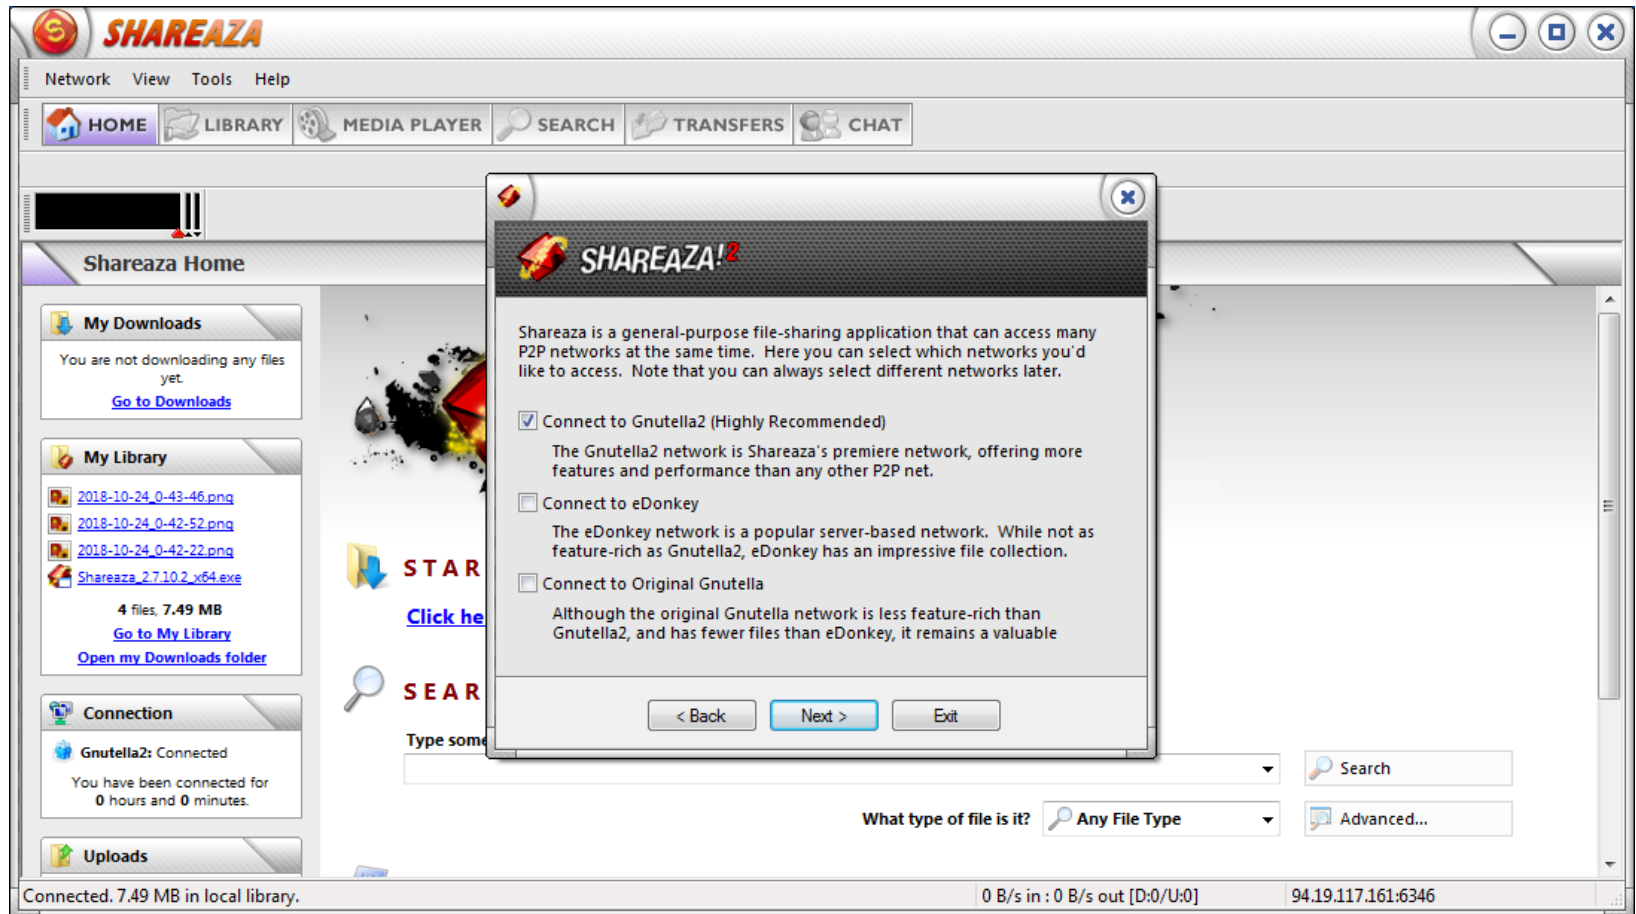 SHAREAZA
Network View Tools Help
HOME LIBRARY MEDIA PLAYER SEARCH TRANSFERS CHAT
Shareaza Home
My Downloads
You are not downloading any files
yet.
Go to Downloads
My Library
2018-10-24_0-43-46.png
2018-10-24_0-42-52.png
2018-10-24_0-42-22.png
Shareaza_2.7.10.2_x64.exe
4 files, 7.49 MB
Go to My Library
Open my Downloads folder
Connection
Gnutella2: Connected
You have been connected for
0 hours and 0 minutes.
Uploads
STAR
Click he
SEAR
Type some
Search
What type of file is it? Any File Type
Advanced...
SHAREAZA!2
Shareaza is a general-purpose file-sharing application that can access many
P2P networks at the same time. Here you can select which networks you'd
like to access. Note that you can always select different networks later.
Connect to Gnutella2 (Highly Recommended)
The Gnutella2 network is Shareaza's premiere network, offering more
features and performance than any other P2P net.
Connect to eDonkey
The eDonkey network is a popular server-based network. While not as
feature-rich as Gnutella2, eDonkey has an impressive file collection.
Connect to Original Gnutella
Although the original Gnutella network is less feature-rich than
Gnutella2, and has fewer files than eDonkey, it remains a valuable
< Back Next > Exit
Connected. 7.49 MB in local library.
0 B/s in : 0 B/s out [D:0/U:0]
94.19.117.161:6346